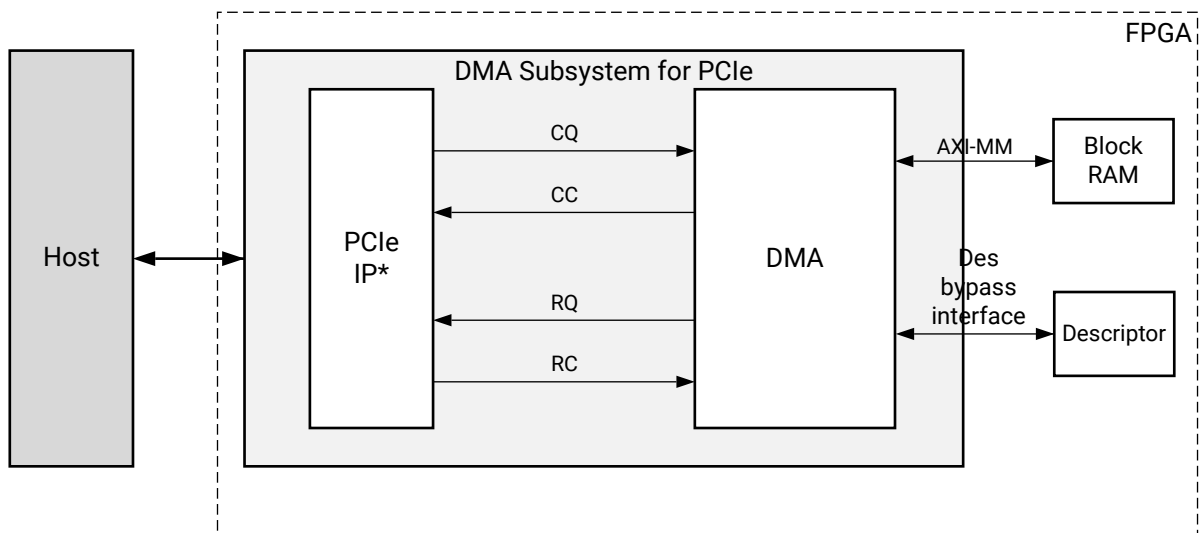 FPGA
DMA Subsystem for PCIe
CQ
AXI-MM
Block
RAM
CC
Host
PCIe
IP*
DMA
Des
bypass
interface
RQ
Descriptor
RC